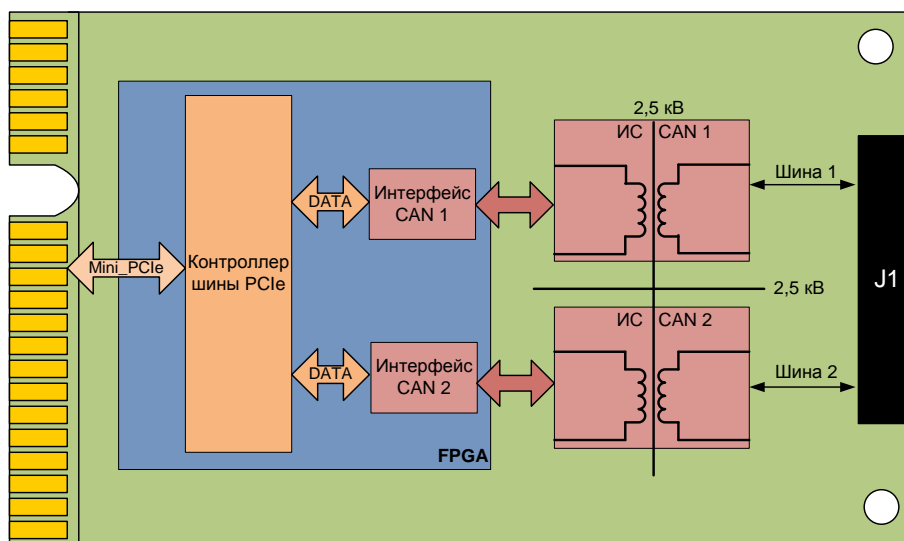 2,5 кВ
ИС CAN 1
Шина 1
DATA
Интерфейс
CAN 1
Mini_PCIe
Контроллер
шины PCIe
2,5 кВ
J1
ИС CAN 2
Шина 2
DATA
Интерфейс
CAN 2
FPGA